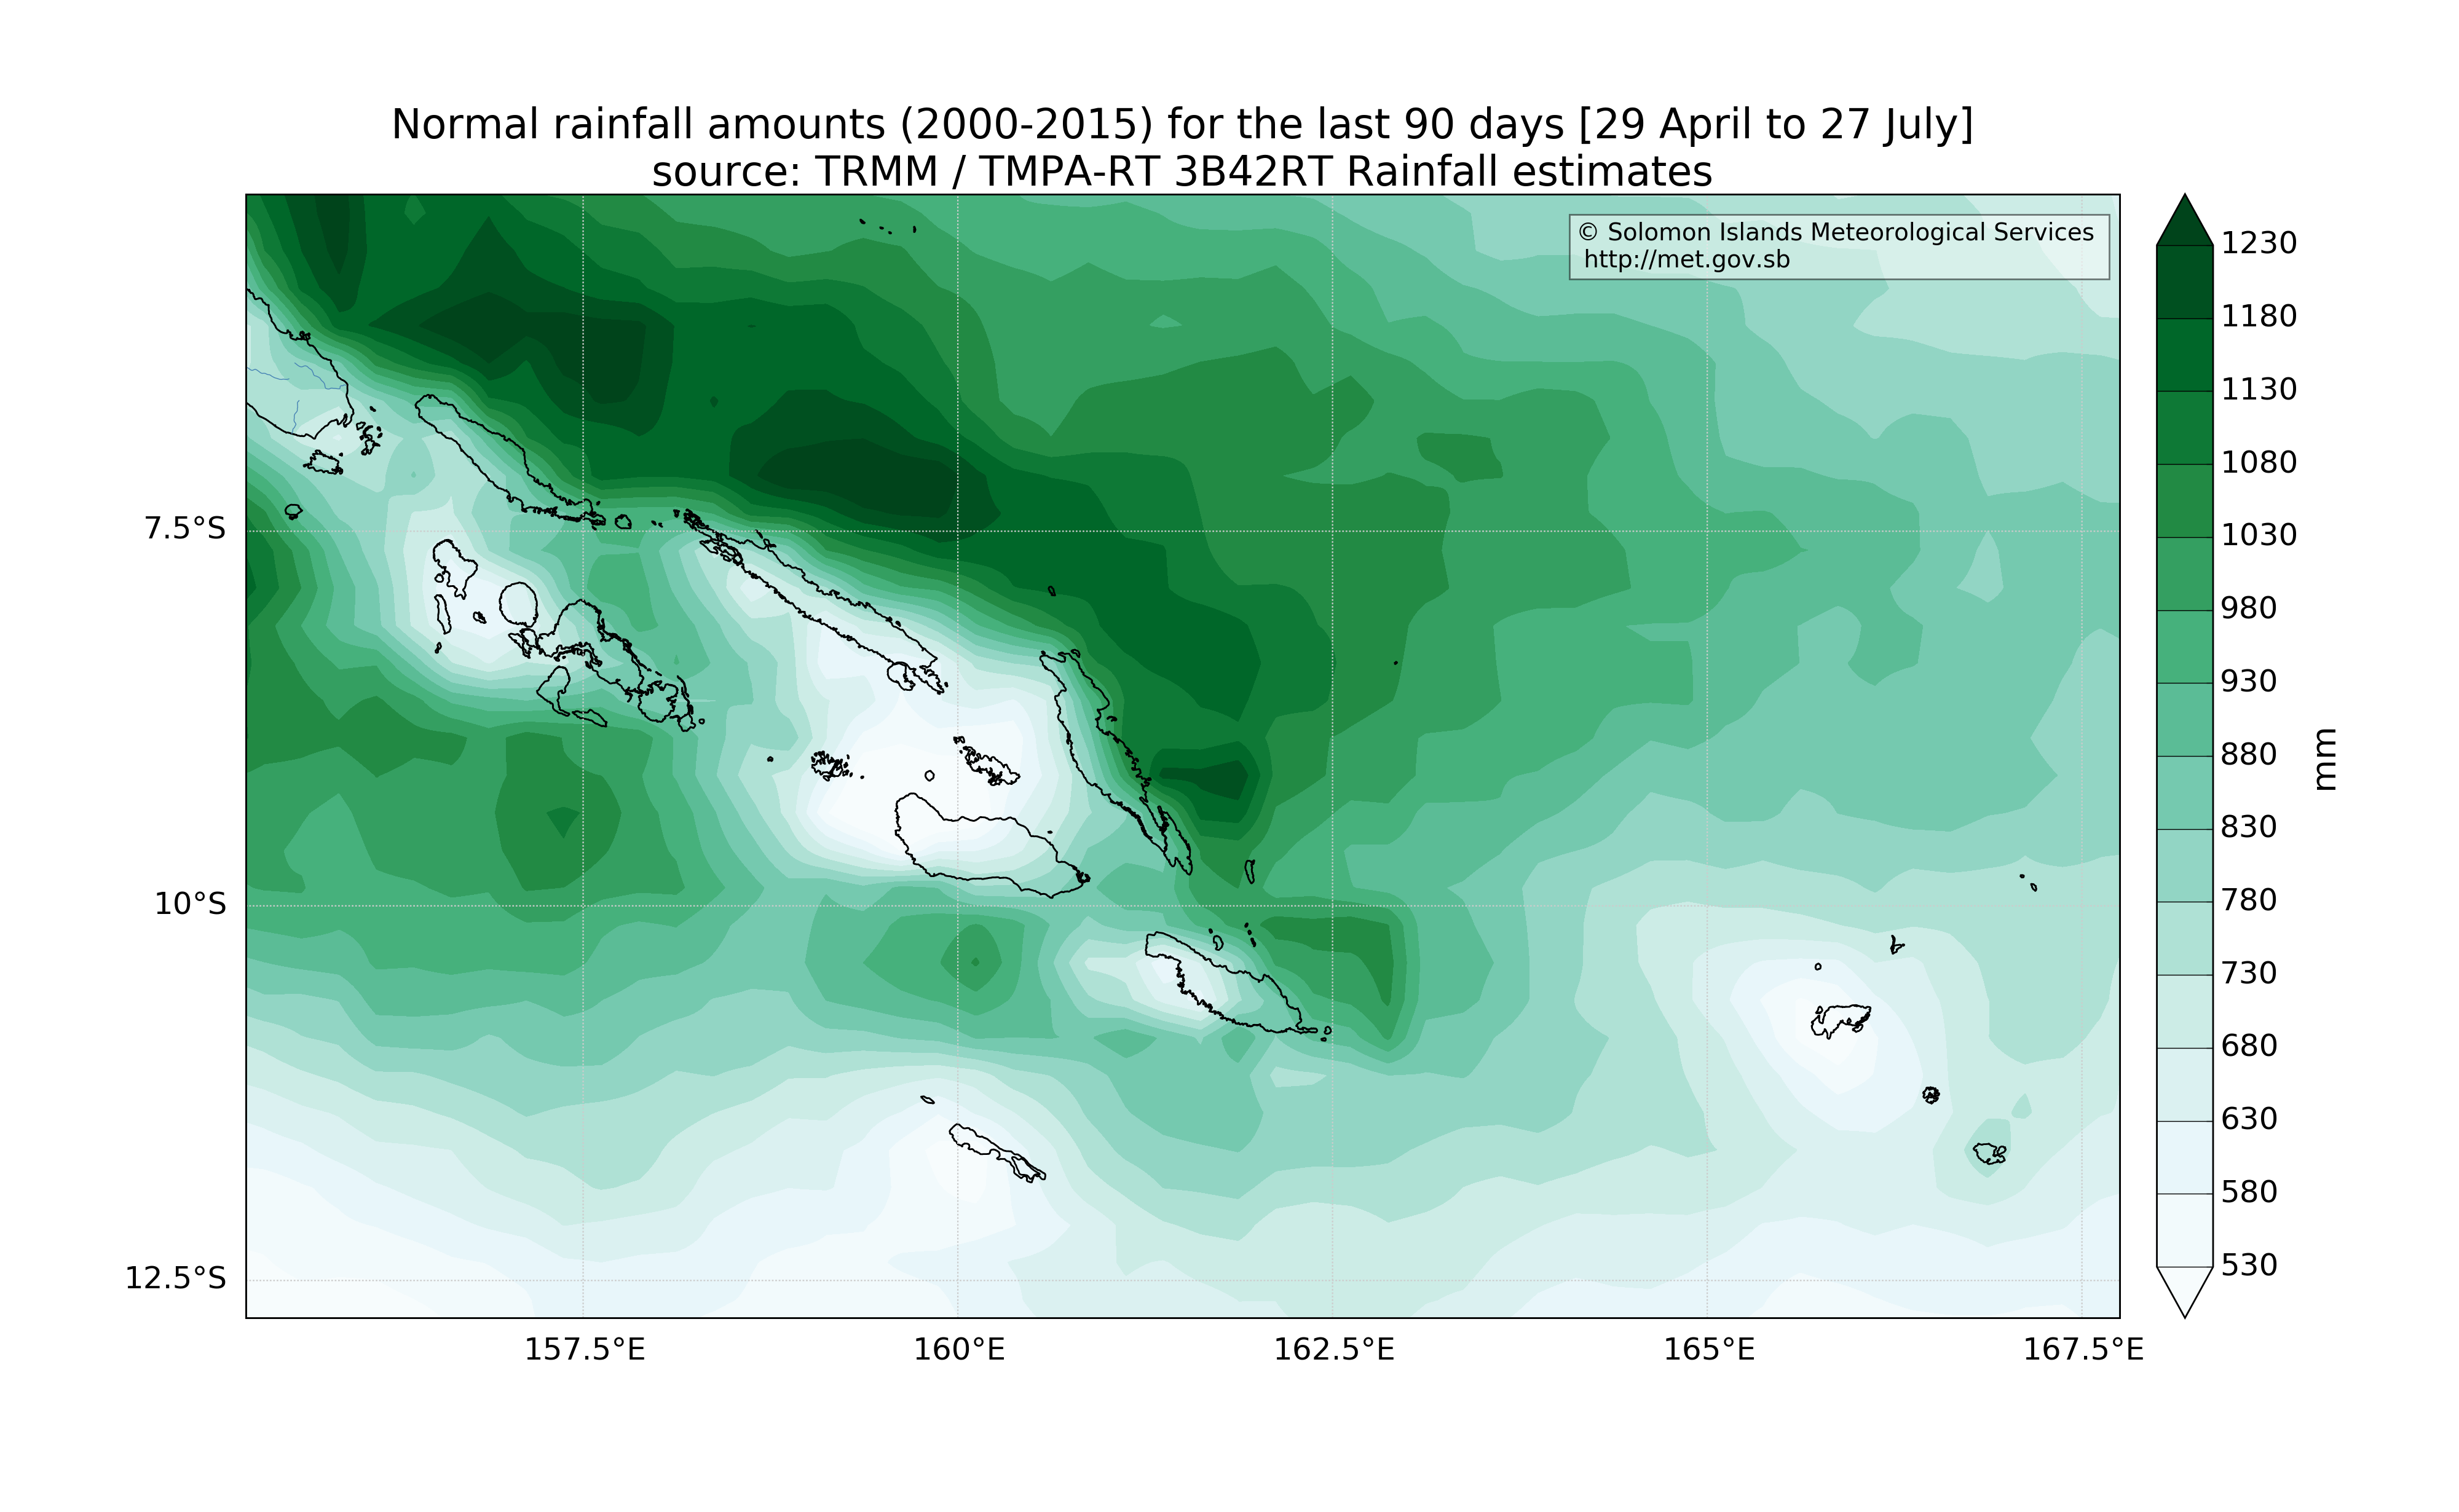 Normal rainfall amounts (2000-2015) for the last 90 days [29 April to 27 July]
source: TRMM / TMPA-RT 3B42RT Rainfall estimates
© Solomon Islands Meteorological Services
http://met.gov.sb
7.5°S
10°S
12.5°S
157.5°E
160°E
162.5°E
165°E
167.5°E
1230
1180
1130
1080
1030
980
930
880
830
780
730
680
630
580
530
mm